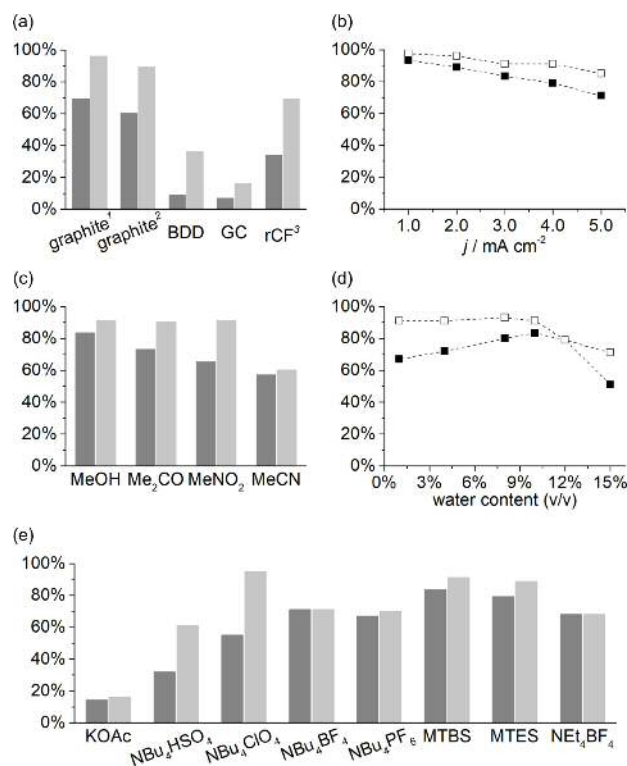 (a)
100%
80%
60%
40%
20%
0%
graphite¹
graphite²
BDD
GC
rCF³
(b)
100%
80%
60%
40%
20%
0%
1.0 2.0 3.0 4.0 5.0
j / mA cm⁻²
(c)
100%
80%
60%
40%
20%
0%
MeOH Me₂CO MeNO₂ MeCN
(d)
100%
80%
60%
40%
20%
0%
0% 3% 6% 9% 12% 15%
water content (v/v)
(e)
100%
80%
60%
40%
20%
0%
KOAc
NBu₄HSO₄
NBu₄ClO₄
NBu₄BF₄
NBu₄PF₆
MTBS
MTES
NEt₄BF₄